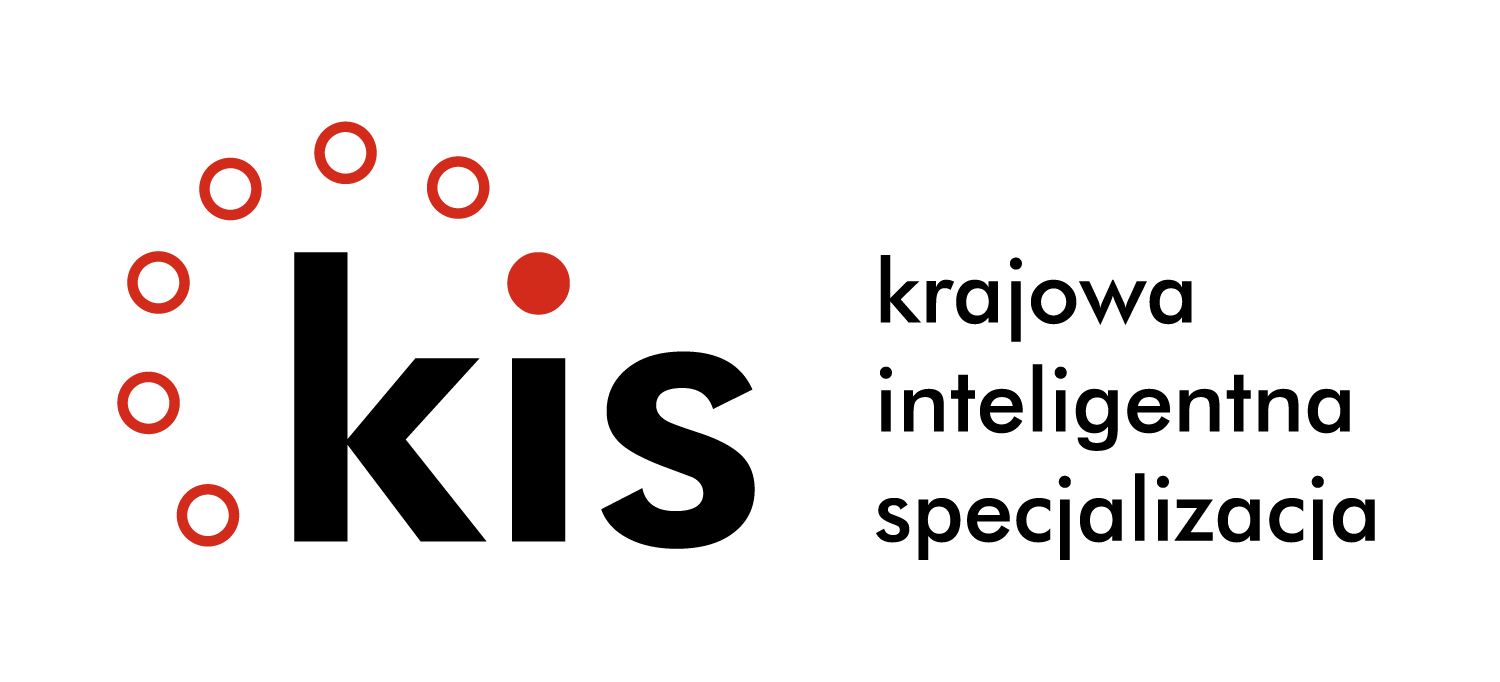 kis
krajowa
inteligentna
specjalizacja